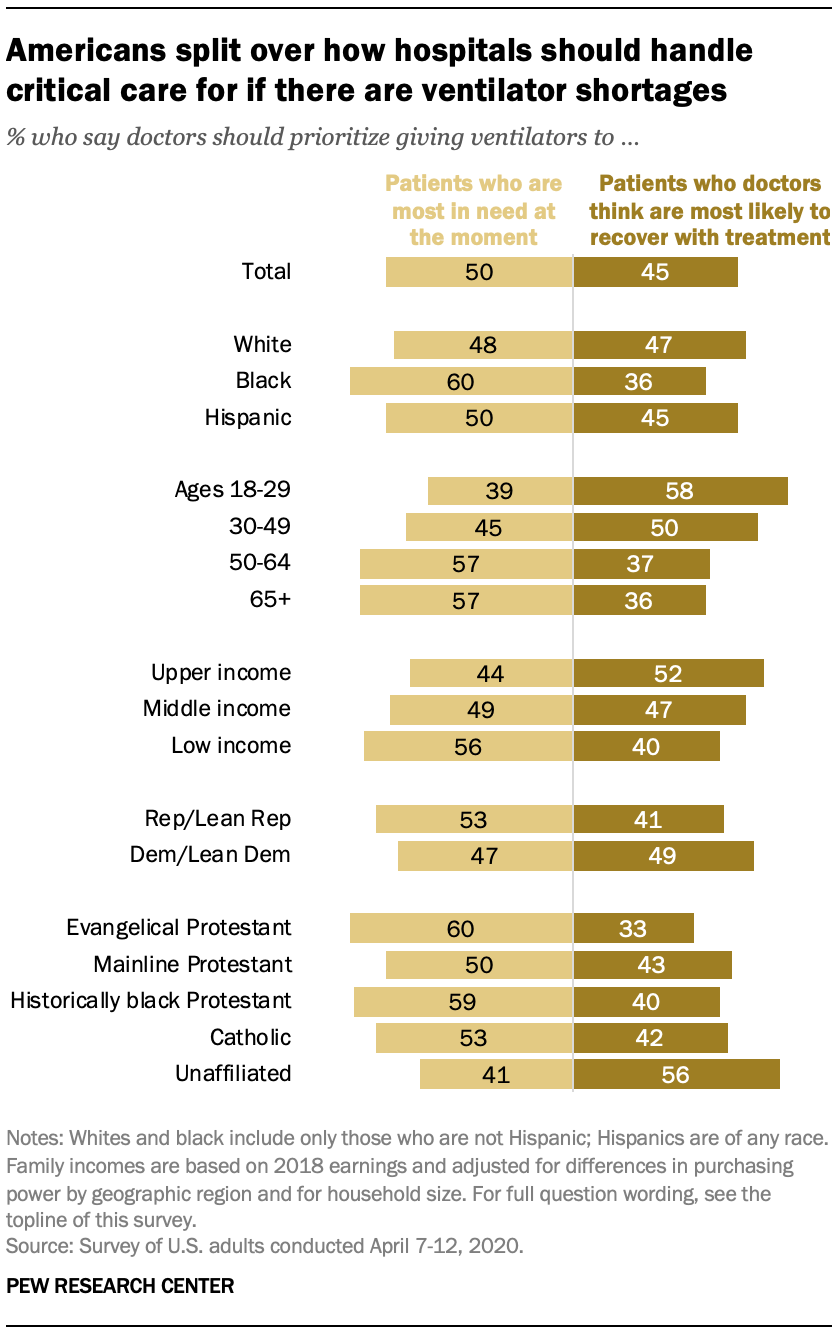 Americans split over how hospitals should handle
critical care for if there are ventilator shortages
% who say doctors should prioritize giving ventilators to ...
Patients who are
most in need at
the moment
Patients who doctors
think are most likely to
recover with treatment
Total 50 45
White 48 47
Black 60 36
Hispanic 50 45
Ages 18-29 39 58
30-49 45 50
50-64 57 37
65+ 57 36
Upper income 44 52
Middle income 49 47
Low income 56 40
Rep/Lean Rep 53 41
Dem/Lean Dem 47 49
Evangelical Protestant 60 33
Mainline Protestant 50 43
Historically black Protestant 59 40
Catholic 53 42
Unaffiliated 41 56
Notes: Whites and black include only those who are not Hispanic; Hispanics are of any race.
Family incomes are based on 2018 earnings and adjusted for differences in purchasing
power by geographic region and for household size. For full question wording, see the
topline of this survey.
Source: Survey of U.S. adults conducted April 7-12, 2020.
PEW RESEARCH CENTER